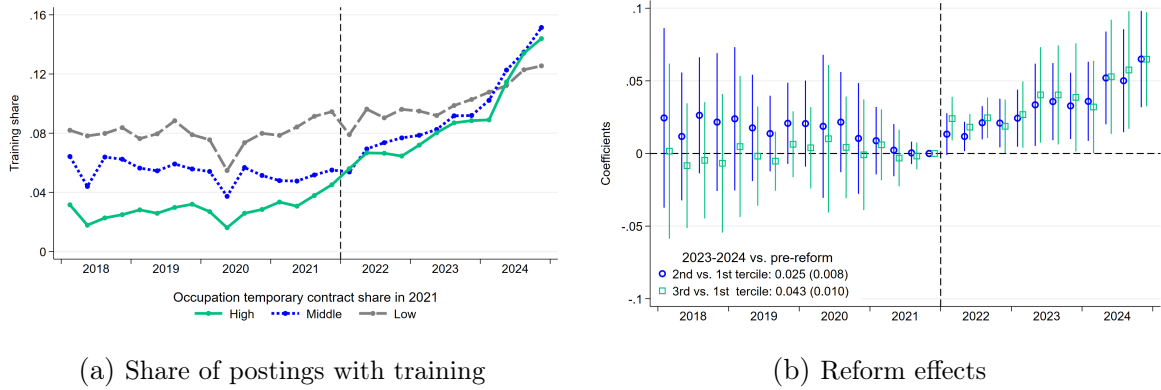 .16
.12
.08
.04
0
Training share
2018 2019 2020 2021 2022 2023 2024
Occupation temporary contract share in 2021
High Middle Low
(a) Share of postings with training
.1
.05
0
-.05
-.1
Coefficients
2023-2024 vs. pre-reform
2nd vs. 1st tercile: 0.025 (0.008)
3rd vs. 1st tercile: 0.043 (0.010)
2018 2019 2020 2021 2022 2023 2024
(b) Reform effects